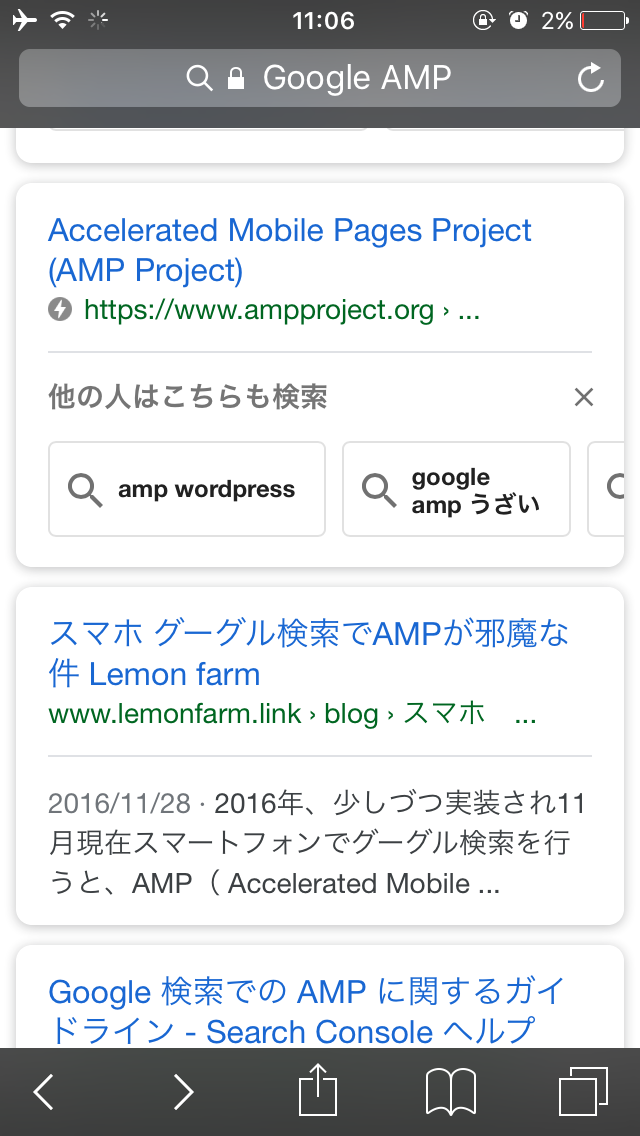 11:06
2%
Google AMP
Accelerated Mobile Pages Project
(AMP Project)
https://www.ampproject.org › ...
他の人はこちらも検索
amp wordpress
google
amp うざい
スマホ グーグル検索でAMPが邪魔な
件 Lemon farm
www.lemonfarm.link › blog › スマホ ...
2016/11/28 · 2016年、少しづつ実装され11
月現在スマートフォンでグーグル検索を行
うと、AMP（ Accelerated Mobile ...
Google 検索での AMP に関するガイ
ドライン - Search Console ヘルプ